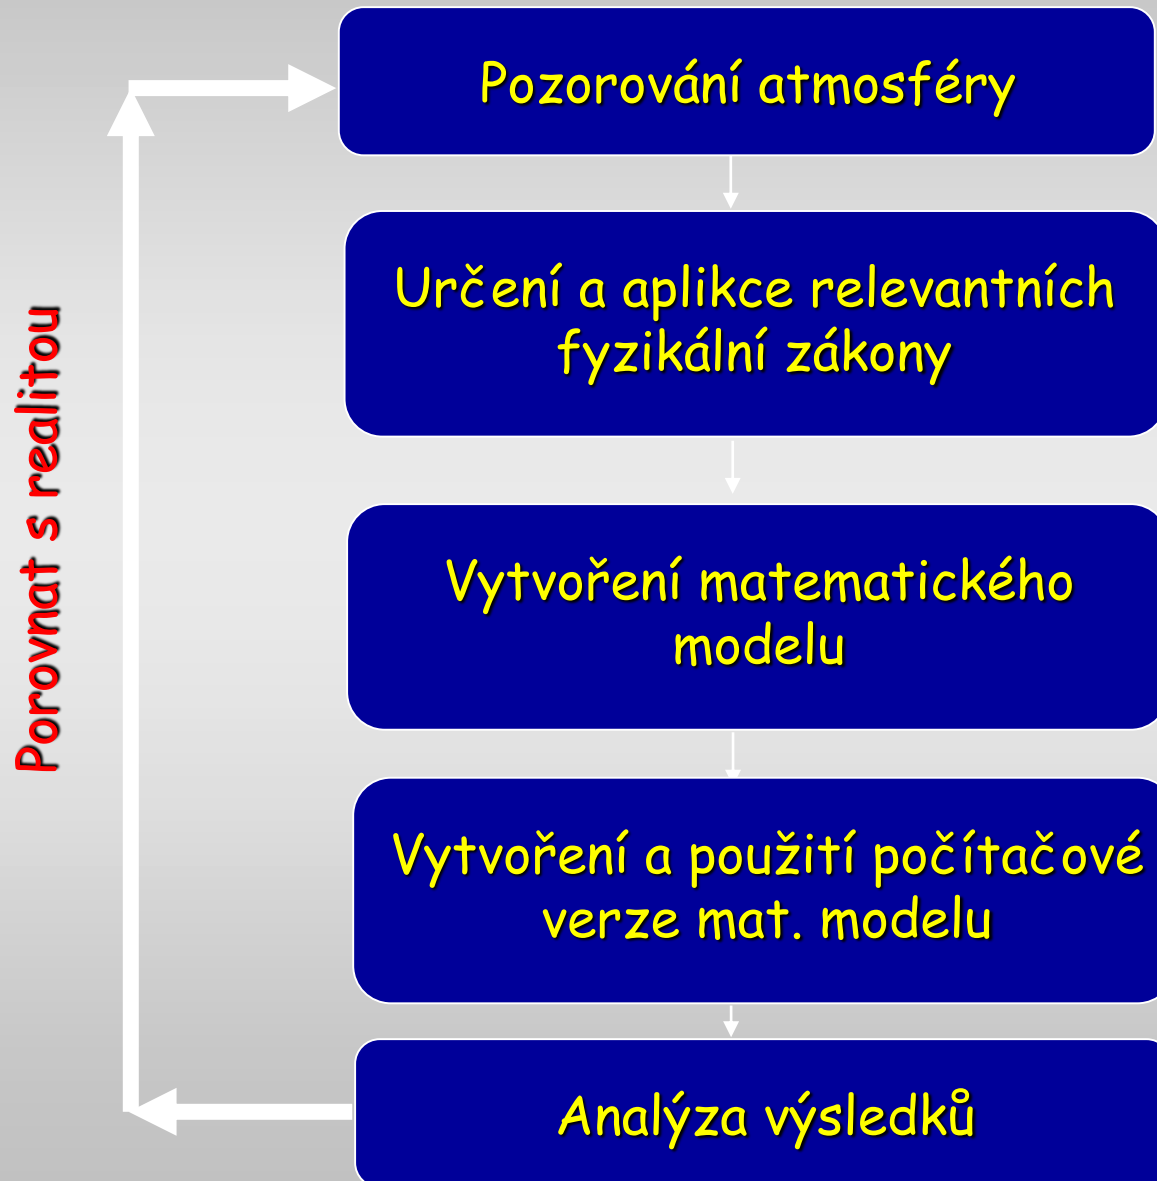 Pozorování atmosféry
Určení a aplikce relevantních
fyzikální zákony
Vytvoření matematického
modelu
Vytvoření a použití počítačové
verze mat. modelu
Analýza výsledků
Porovnat s realitou